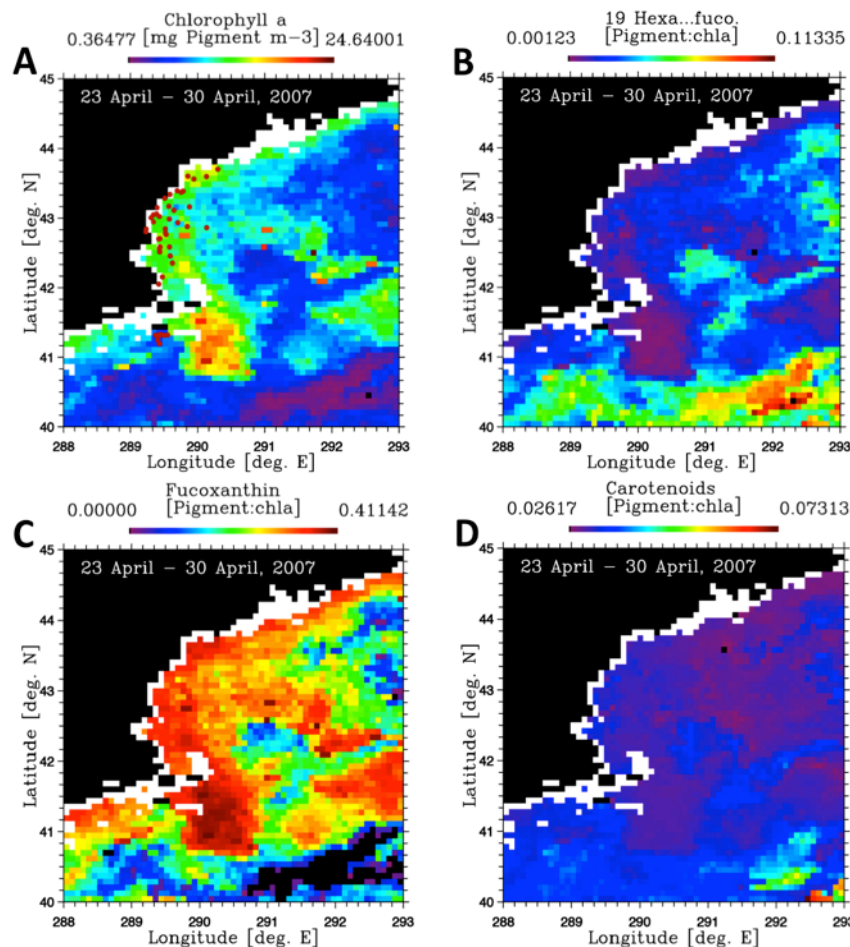 Chlorophyll a
0.36477 [mg Pigment m-3] 24.64001
A
23 April - 30 April, 2007
45
44
43
42
41
40
Latitude [deg. N]
288 289 290 291 292 293
Longitude [deg. E]
19 Hexa...fuco.
0.00123 [Pigment:chla] 0.11335
B
23 April - 30 April, 2007
45
44
43
42
41
40
Latitude [deg. N]
288 289 290 291 292 293
Longitude [deg. E]
Fucoxanthin
0.00000 [Pigment:chla] 0.41142
C
23 April - 30 April, 2007
45
44
43
42
41
40
Latitude [deg. N]
288 289 290 291 292 293
Longitude [deg. E]
Carotenoids
0.02617 [Pigment:chla] 0.07313
D
23 April - 30 April, 2007
45
44
43
42
41
40
Latitude [deg. N]
288 289 290 291 292 293
Longitude [deg. E]